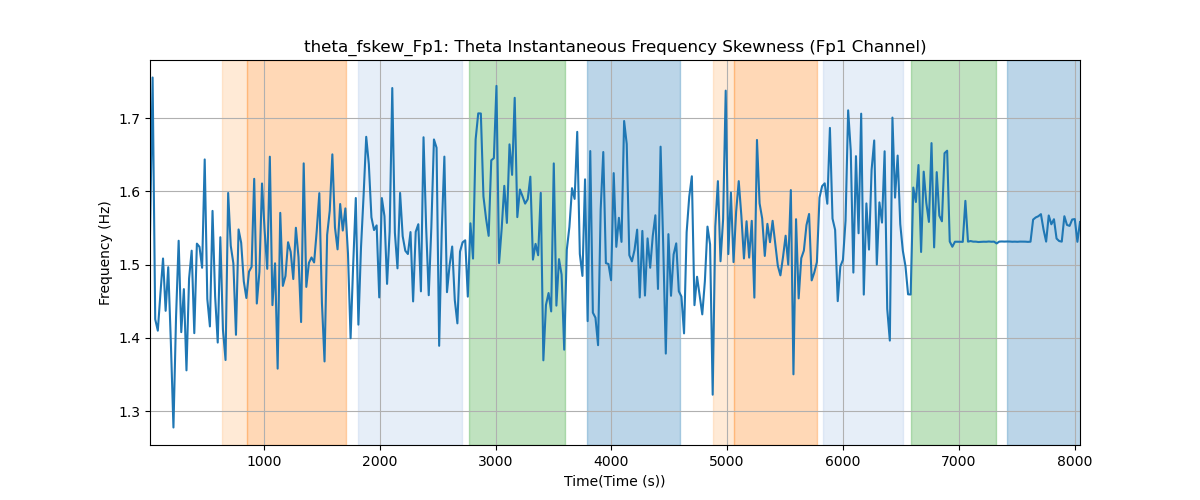 theta_fskew_Fp1: Theta Instantaneous Frequency Skewness (Fp1 Channel)
Frequency (Hz)
1.7
1.6
1.5
1.4
1.3
1000 2000 3000 4000 5000 6000 7000 8000
Time(Time (s))